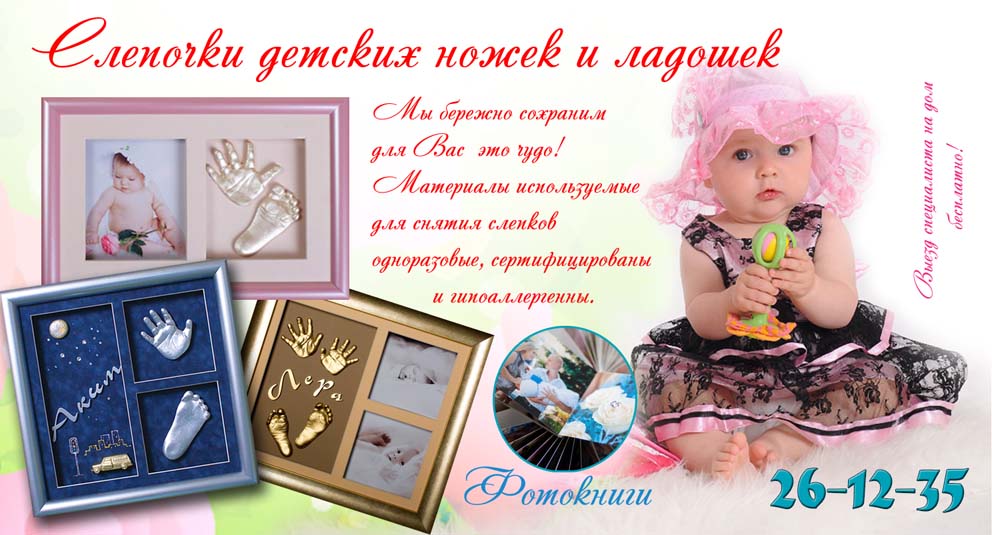 Слепочки детских ножек и ладошек
Мы бережно сохраним
для Вас это чудо!
Материалы используемые
для снятия слепков
одноразовые, сертифицированы
и гипоаллергенны.
Выезд специалиста на дом
бесплатно!
Акит
Лера
Фотокниги
26-12-35